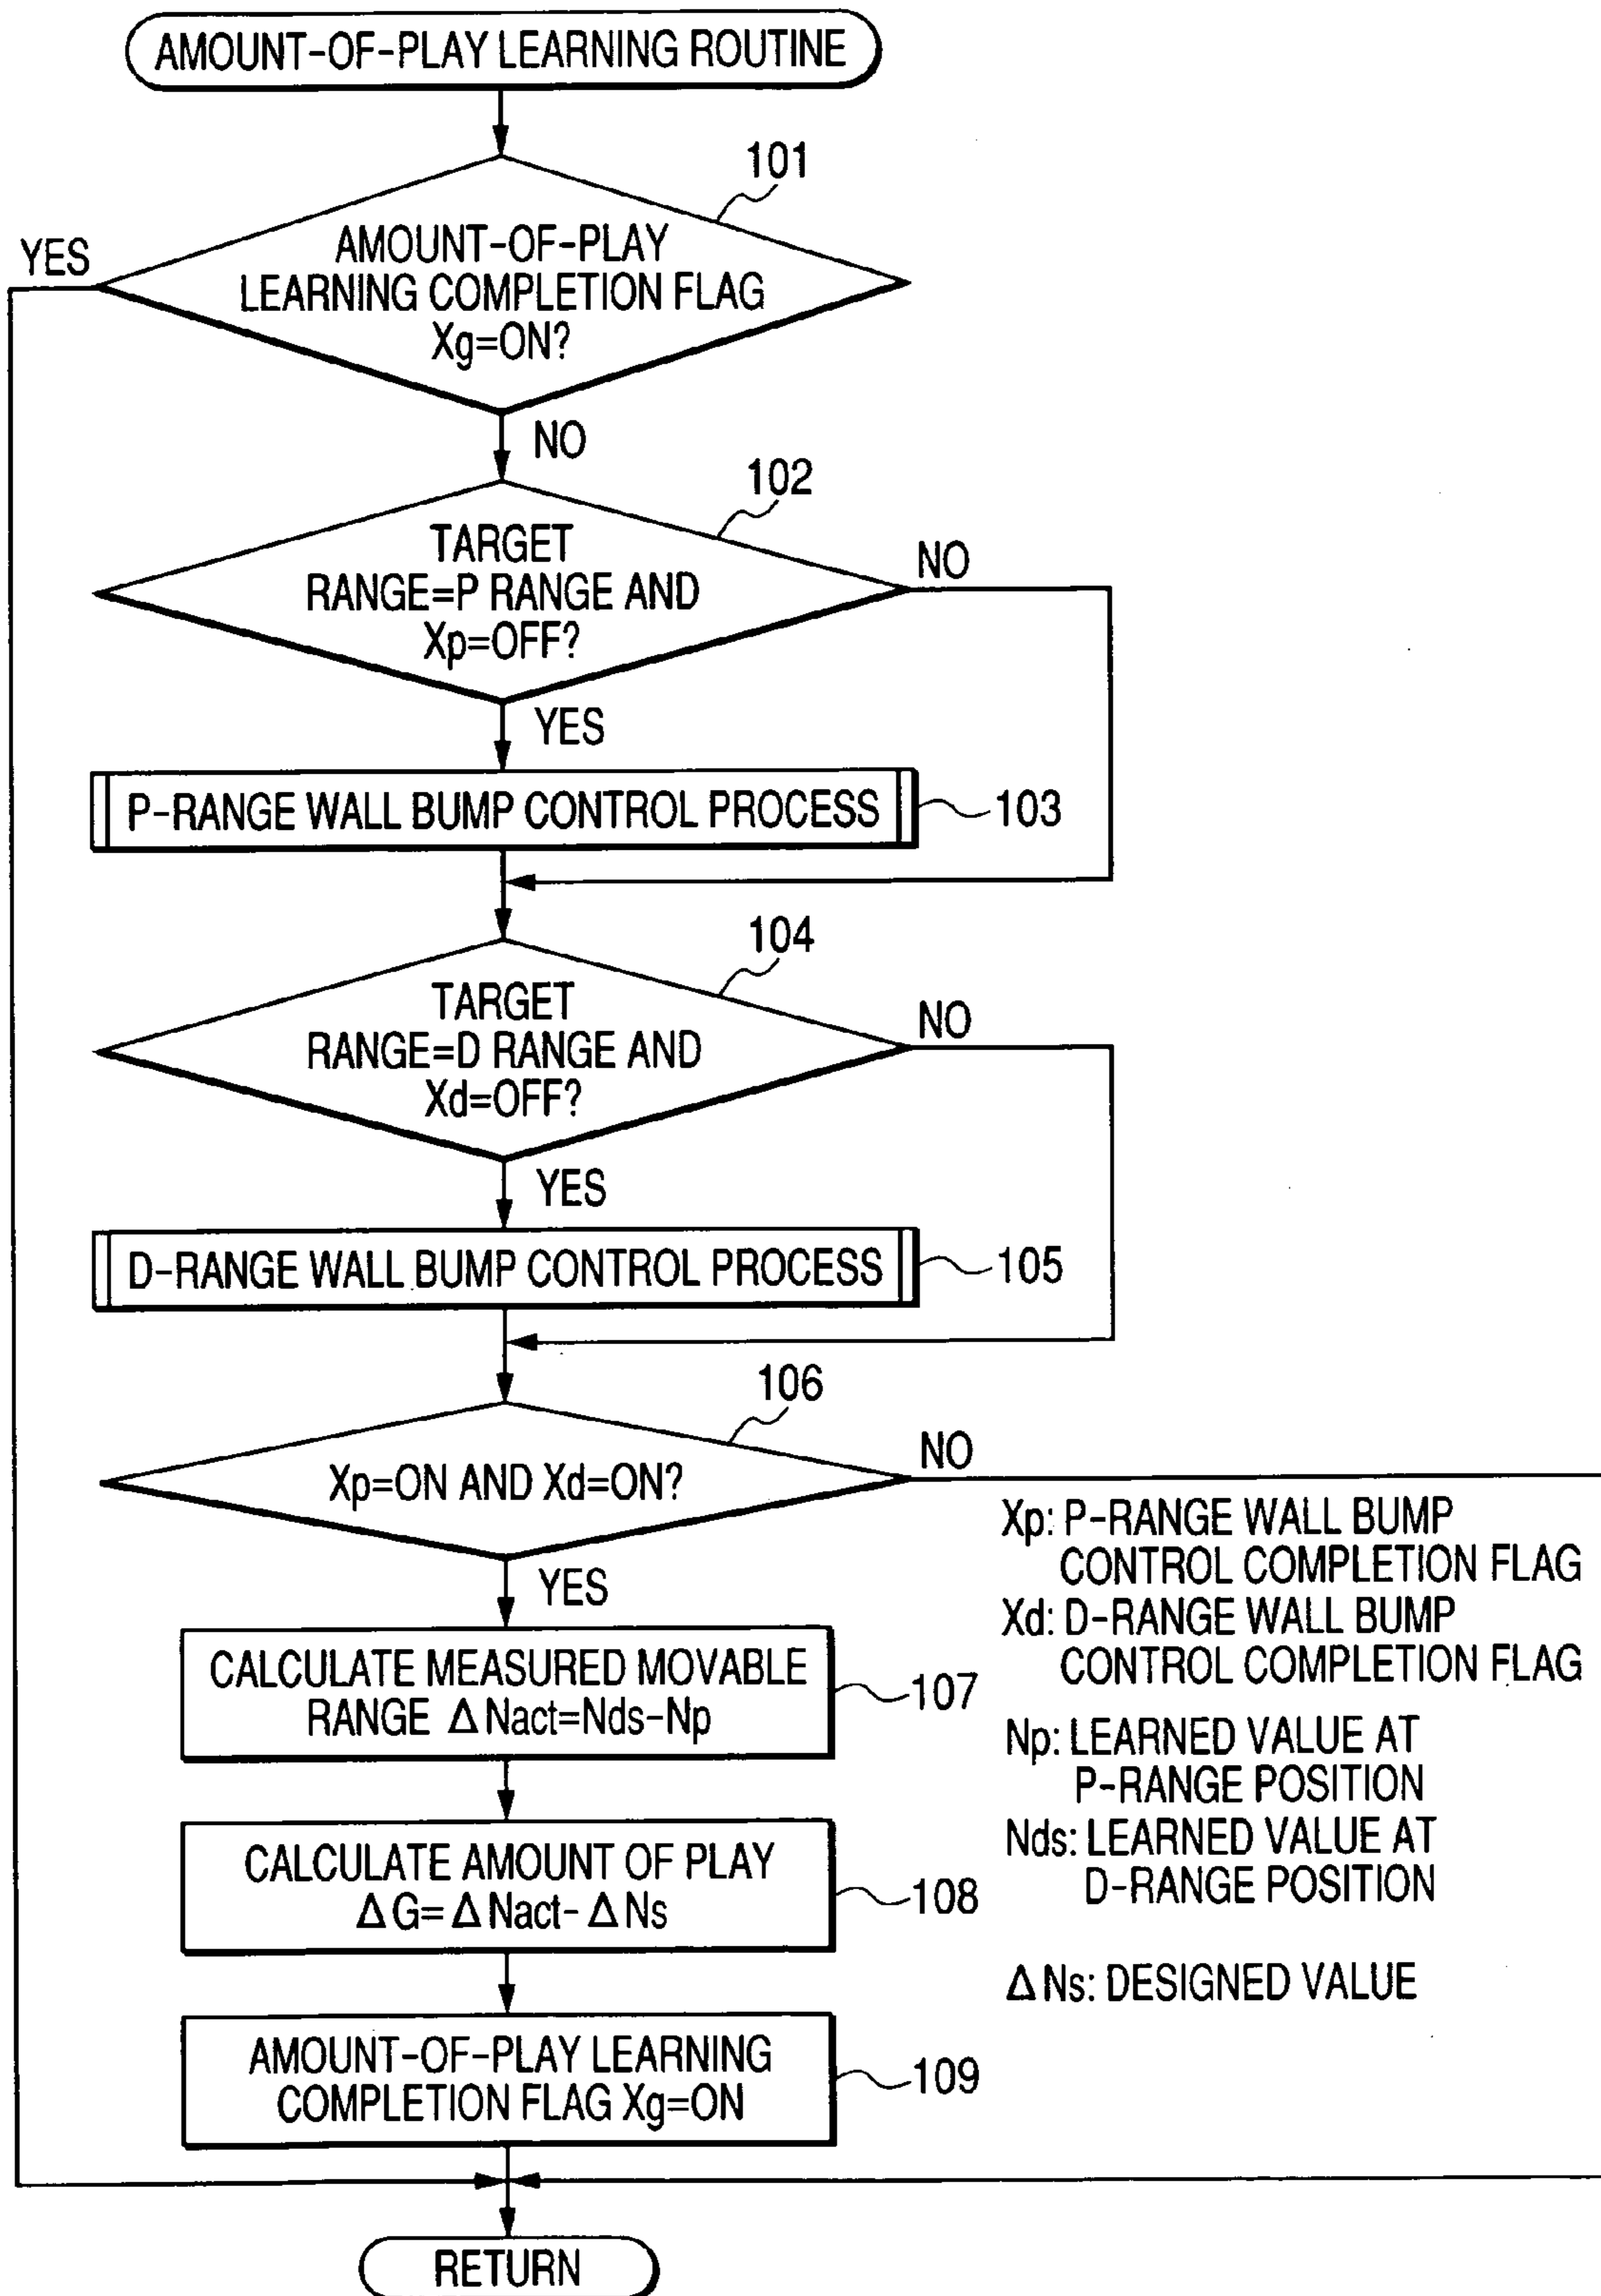 AMOUNT-OF-PLAY LEARNING ROUTINE
101
YES
AMOUNT-OF-PLAY
LEARNING COMPLETION FLAG
Xg=ON?
NO
102
TARGET
RANGE=P RANGE AND
Xp=OFF?
NO
YES
P-RANGE WALL BUMP CONTROL PROCESS
103
104
TARGET
RANGE=D RANGE AND
Xd=OFF?
NO
YES
D-RANGE WALL BUMP CONTROL PROCESS
105
106
Xp=ON AND Xd=ON?
NO
YES
Xp: P-RANGE WALL BUMP
CONTROL COMPLETION FLAG
Xd: D-RANGE WALL BUMP
CONTROL COMPLETION FLAG
Np: LEARNED VALUE AT
P-RANGE POSITION
Nds: LEARNED VALUE AT
D-RANGE POSITION
ΔNs: DESIGNED VALUE
CALCULATE MEASURED MOVABLE
RANGE ΔNact=Nds-Np
107
CALCULATE AMOUNT OF PLAY
ΔG=ΔNact-ΔNs
108
AMOUNT-OF-PLAY LEARNING
COMPLETION FLAG Xg=ON
109
RETURN